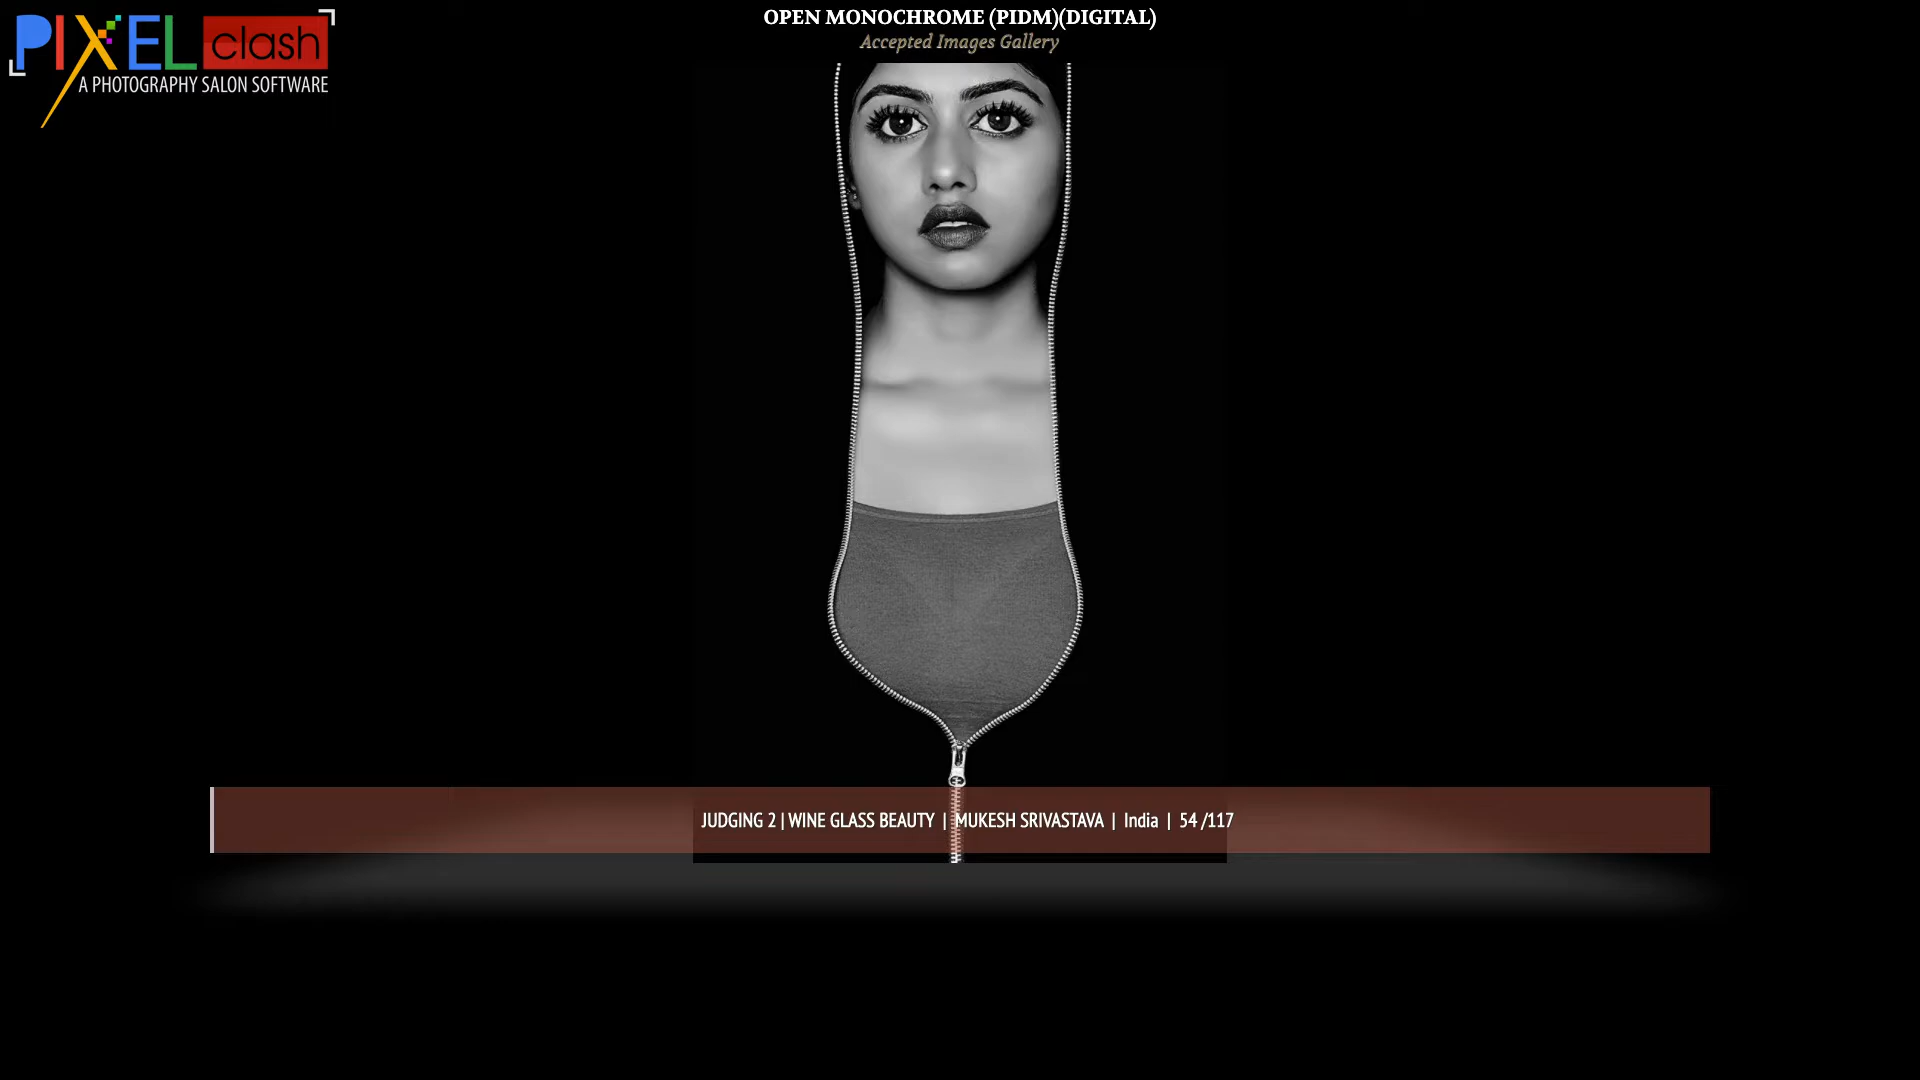 PIXEL clash
A PHOTOGRAPHY SALON SOFTWARE
OPEN MONOCHROME (PIDM)(DIGITAL)
Accepted Images Gallery
JUDGING 2 | WINE GLASS BEAUTY | MUKESH SRIVASTAVA | India | 54 /117